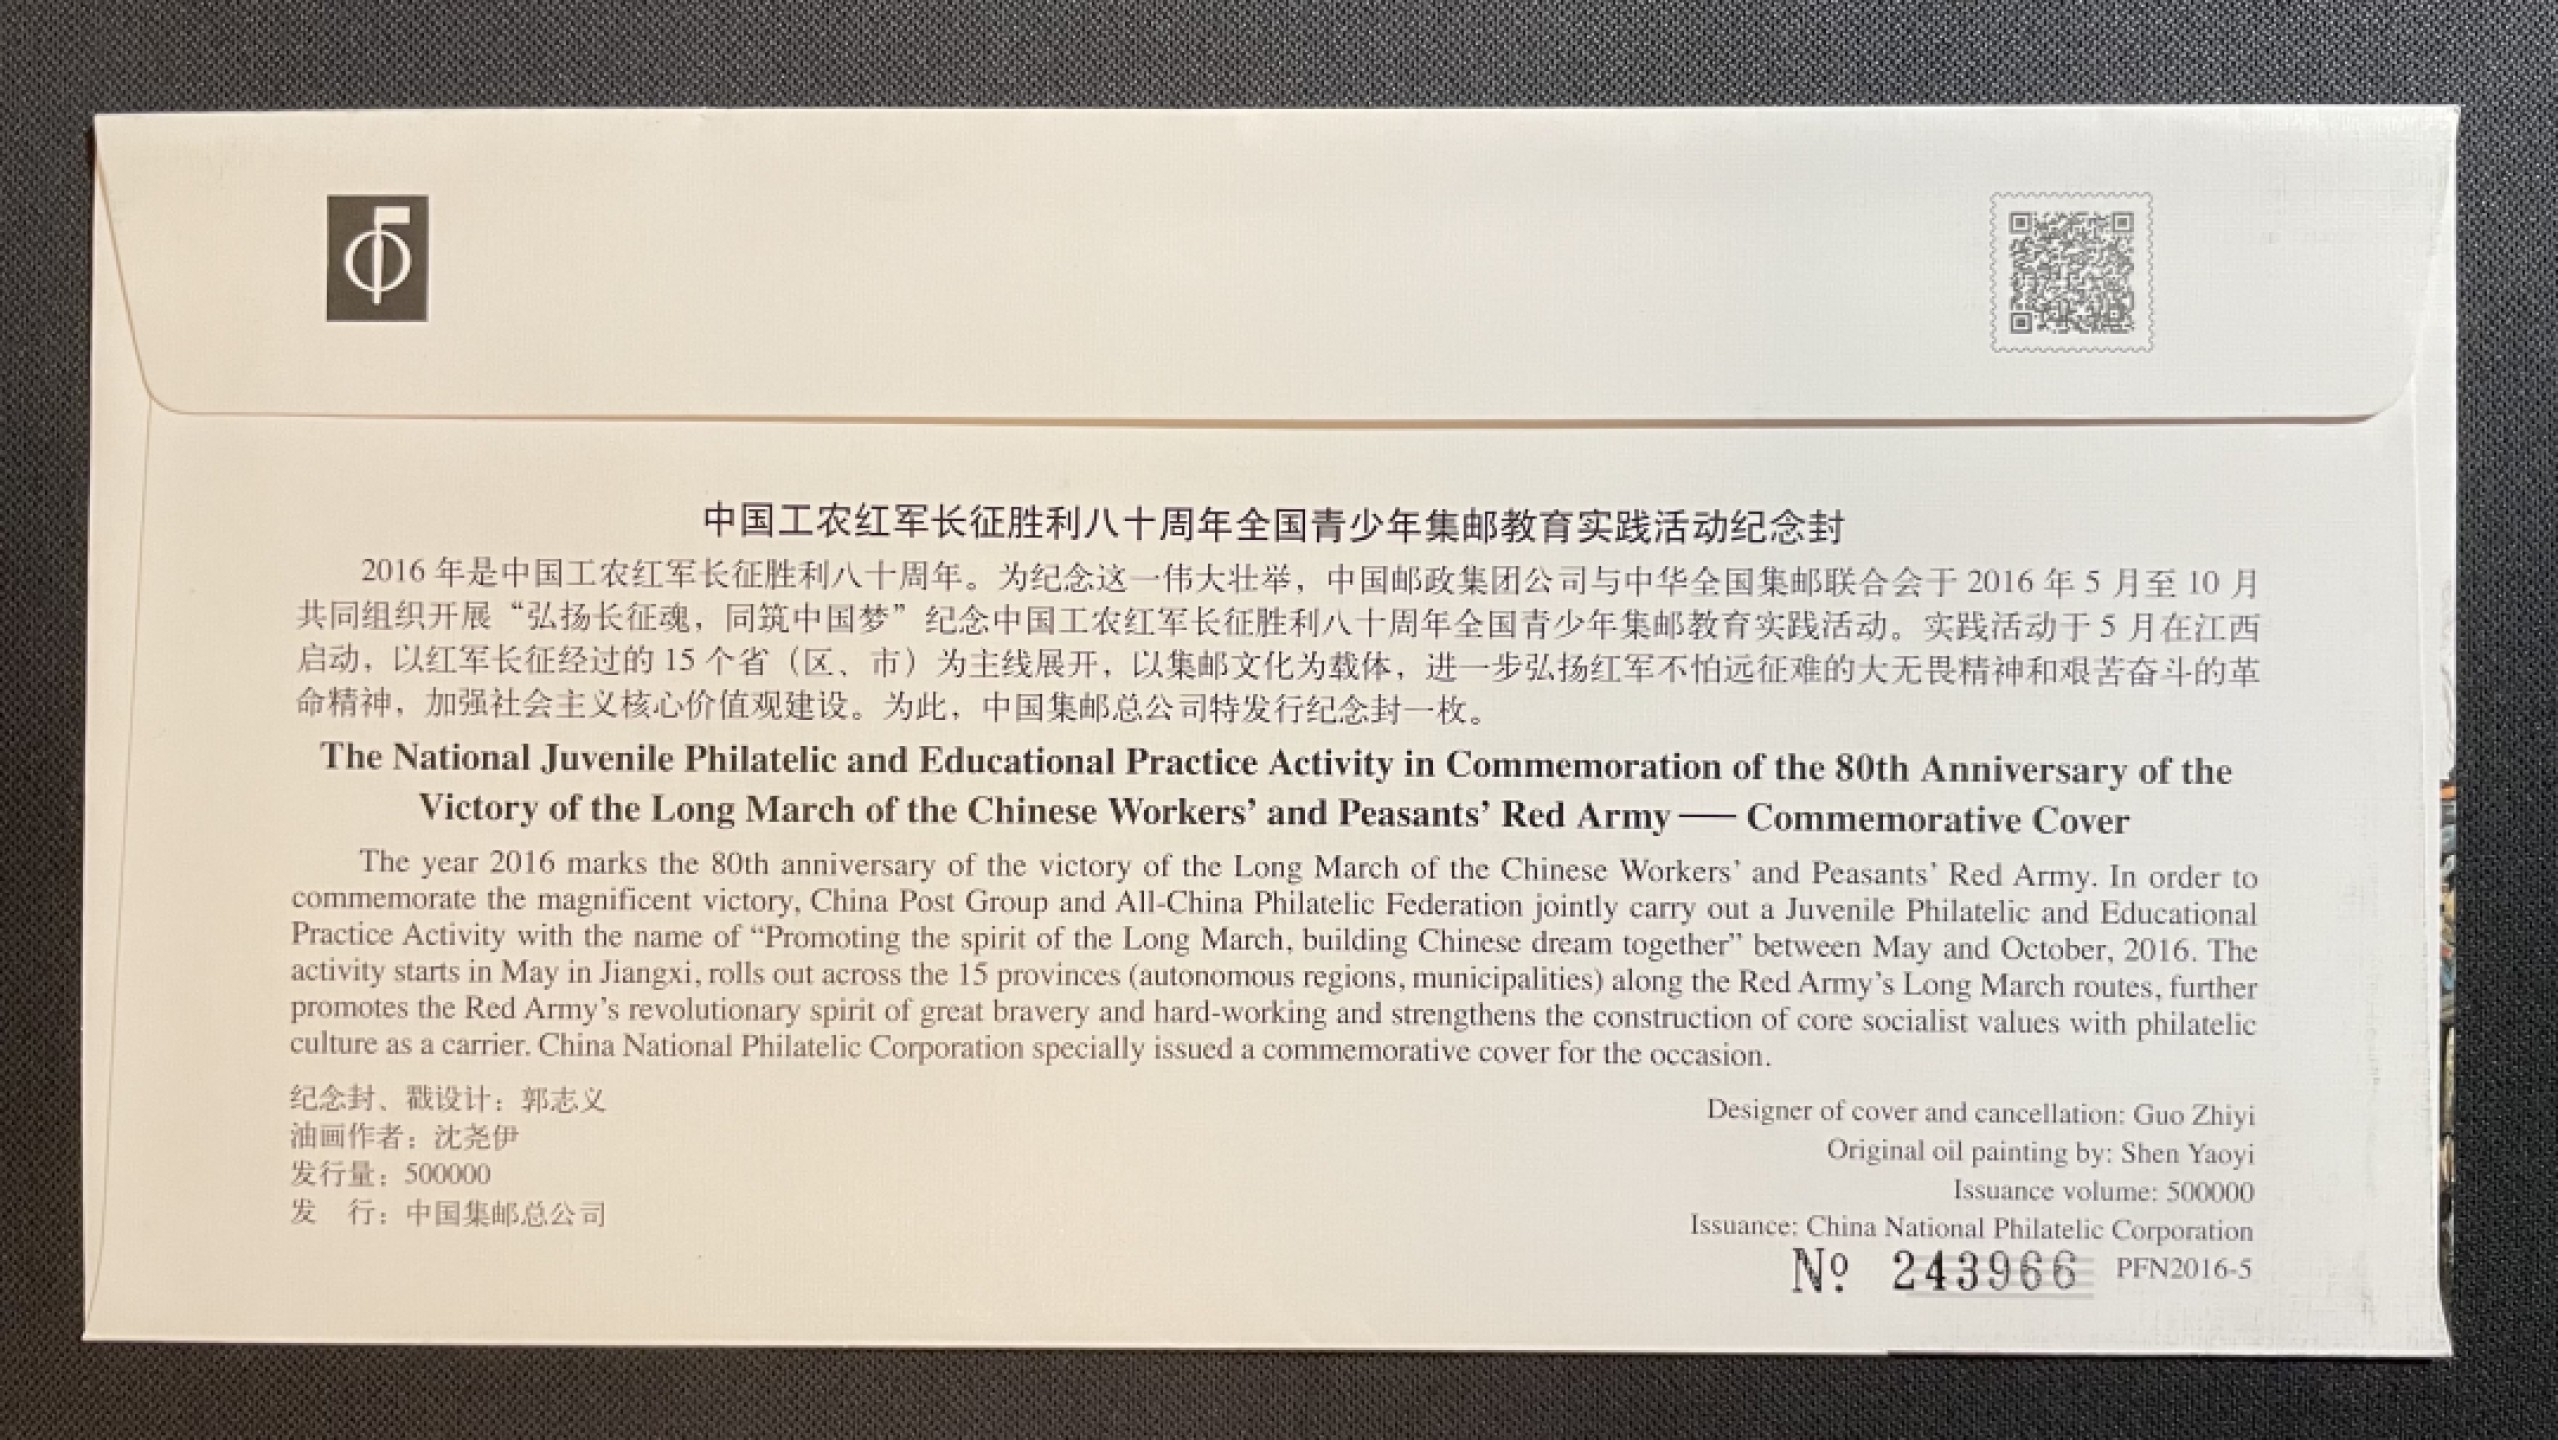 中国工农红军长征胜利八十周年全国青少年集邮教育实践活动纪念封
2016 年是中国工农红军长征胜利八十周年。为纪念这一伟大壮举，中国邮政集团公司与中华全国集邮联合会于 2016 年 5 月至 10 月
共同组织开展“弘扬长征魂，同筑中国梦”纪念中国工农红军长征胜利八十周年全国青少年集邮教育实践活动。实践活动于 5 月在江西
启动，以红军长征经过的 15 个省（区、市）为主线展开，以集邮文化为载体，进一步弘扬红军不怕远征难的大无畏精神和艰苦奋斗的革
命精神，加强社会主义核心价值观建设。为此，中国集邮总公司特发行纪念封一枚。
The National Juvenile Philatelic and Educational Practice Activity in Commemoration of the 80th Anniversary of the
Victory of the Long March of the Chinese Workers’ and Peasants’ Red Army—— Commemorative Cover
The year 2016 marks the 80th anniversary of the victory of the Long March of the Chinese Workers’ and Peasants’ Red Army. In order to
commemorate the magnificent victory, China Post Group and All-China Philatelic Federation jointly carry out a Juvenile Philatelic and Educational
Practice Activity with the name of “Promoting the spirit of the Long March, building Chinese dream together” between May and October, 2016. The
activity starts in May in Jiangxi, rolls out across the 15 provinces (autonomous regions, municipalities) along the Red Army’s Long March routes, further
promotes the Red Army’s revolutionary spirit of great bravery and hard-working and strengthens the construction of core socialist values with philatelic
culture as a carrier. China National Philatelic Corporation specially issued a commemorative cover for the occasion.
纪念封、戳设计：郭志义
油画作者：沈尧伊
发行量：500000
发　行：中国集邮总公司
Designer of cover and cancellation: Guo Zhiyi
Original oil painting by: Shen Yaoyi
Issuance volume: 500000
Issuance: China National Philatelic Corporation
№ 243966 PFN2016-5